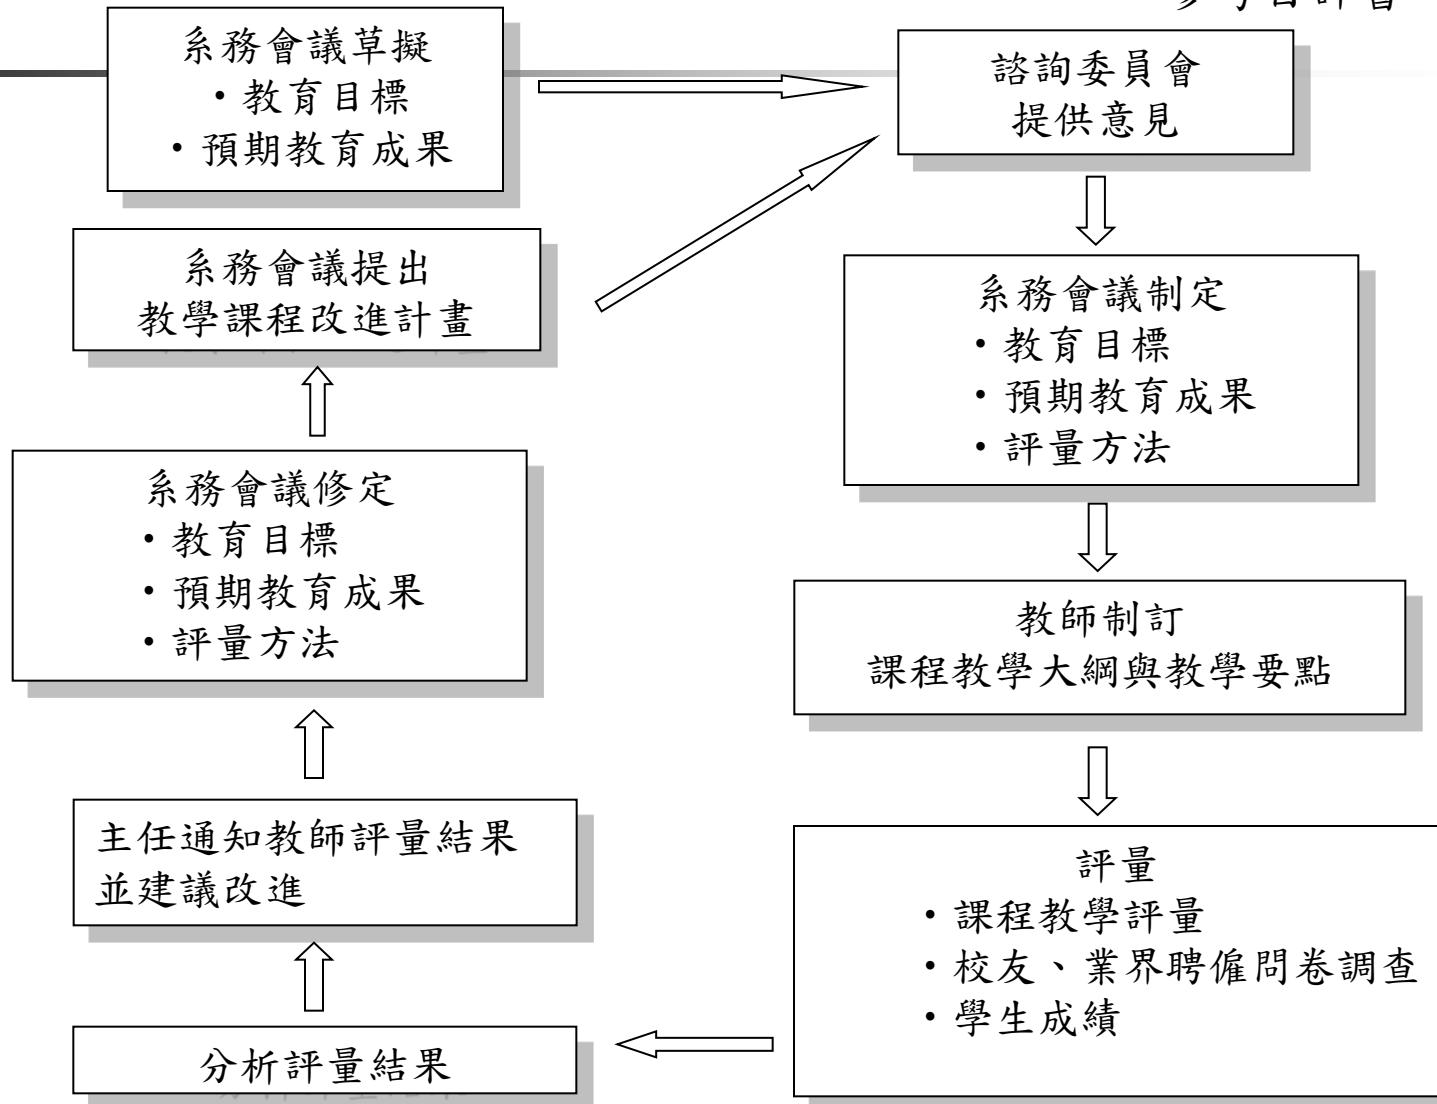 系務會議草擬
・教育目標
・預期教育成果
諮詢委員會
提供意見
系務會議提出
教學課程改進計畫
系務會議制定
・教育目標
・預期教育成果
・評量方法
系務會議修定
・教育目標
・預期教育成果
・評量方法
教師制訂
課程教學大綱與教學要點
主任通知教師評量結果
並建議改進
評量
・課程教學評量
・校友、業界聘僱問卷調查
・學生成績
分析評量結果